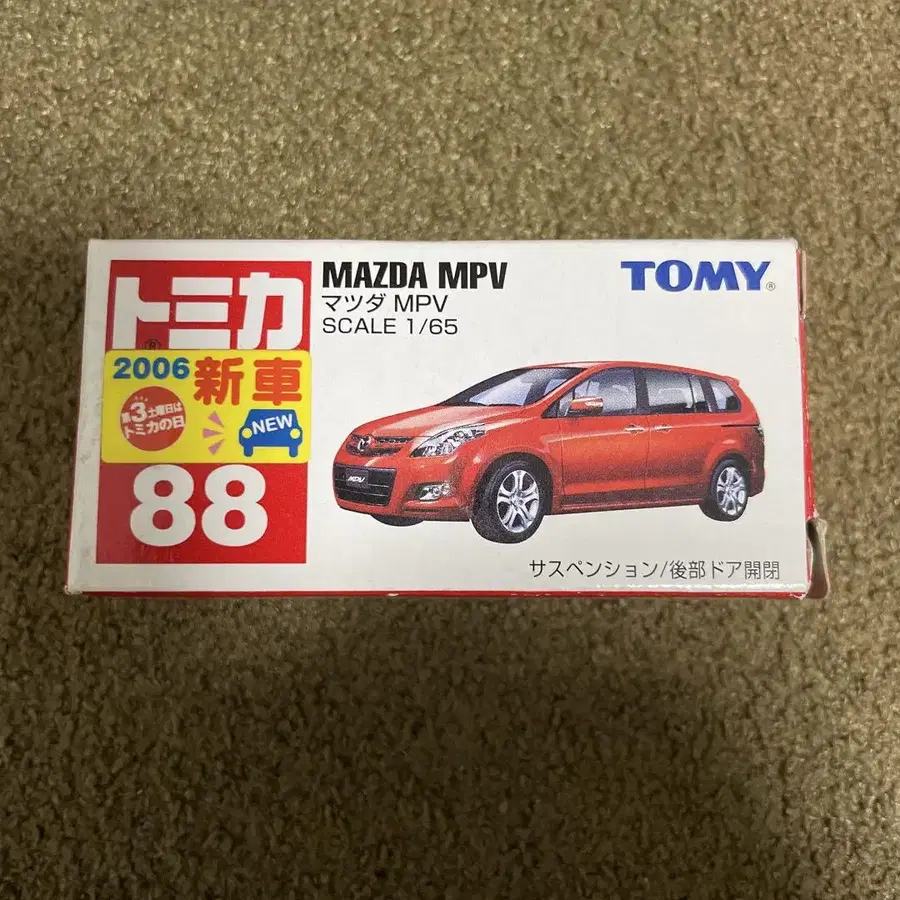 トミカ
®
MAZDA MPV
マツダ MPV
SCALE 1/65
TOMY®
2006 新車
第3土曜日は
トミカの日
NEW
88
MPV
サスペンション/後部ドア開閉